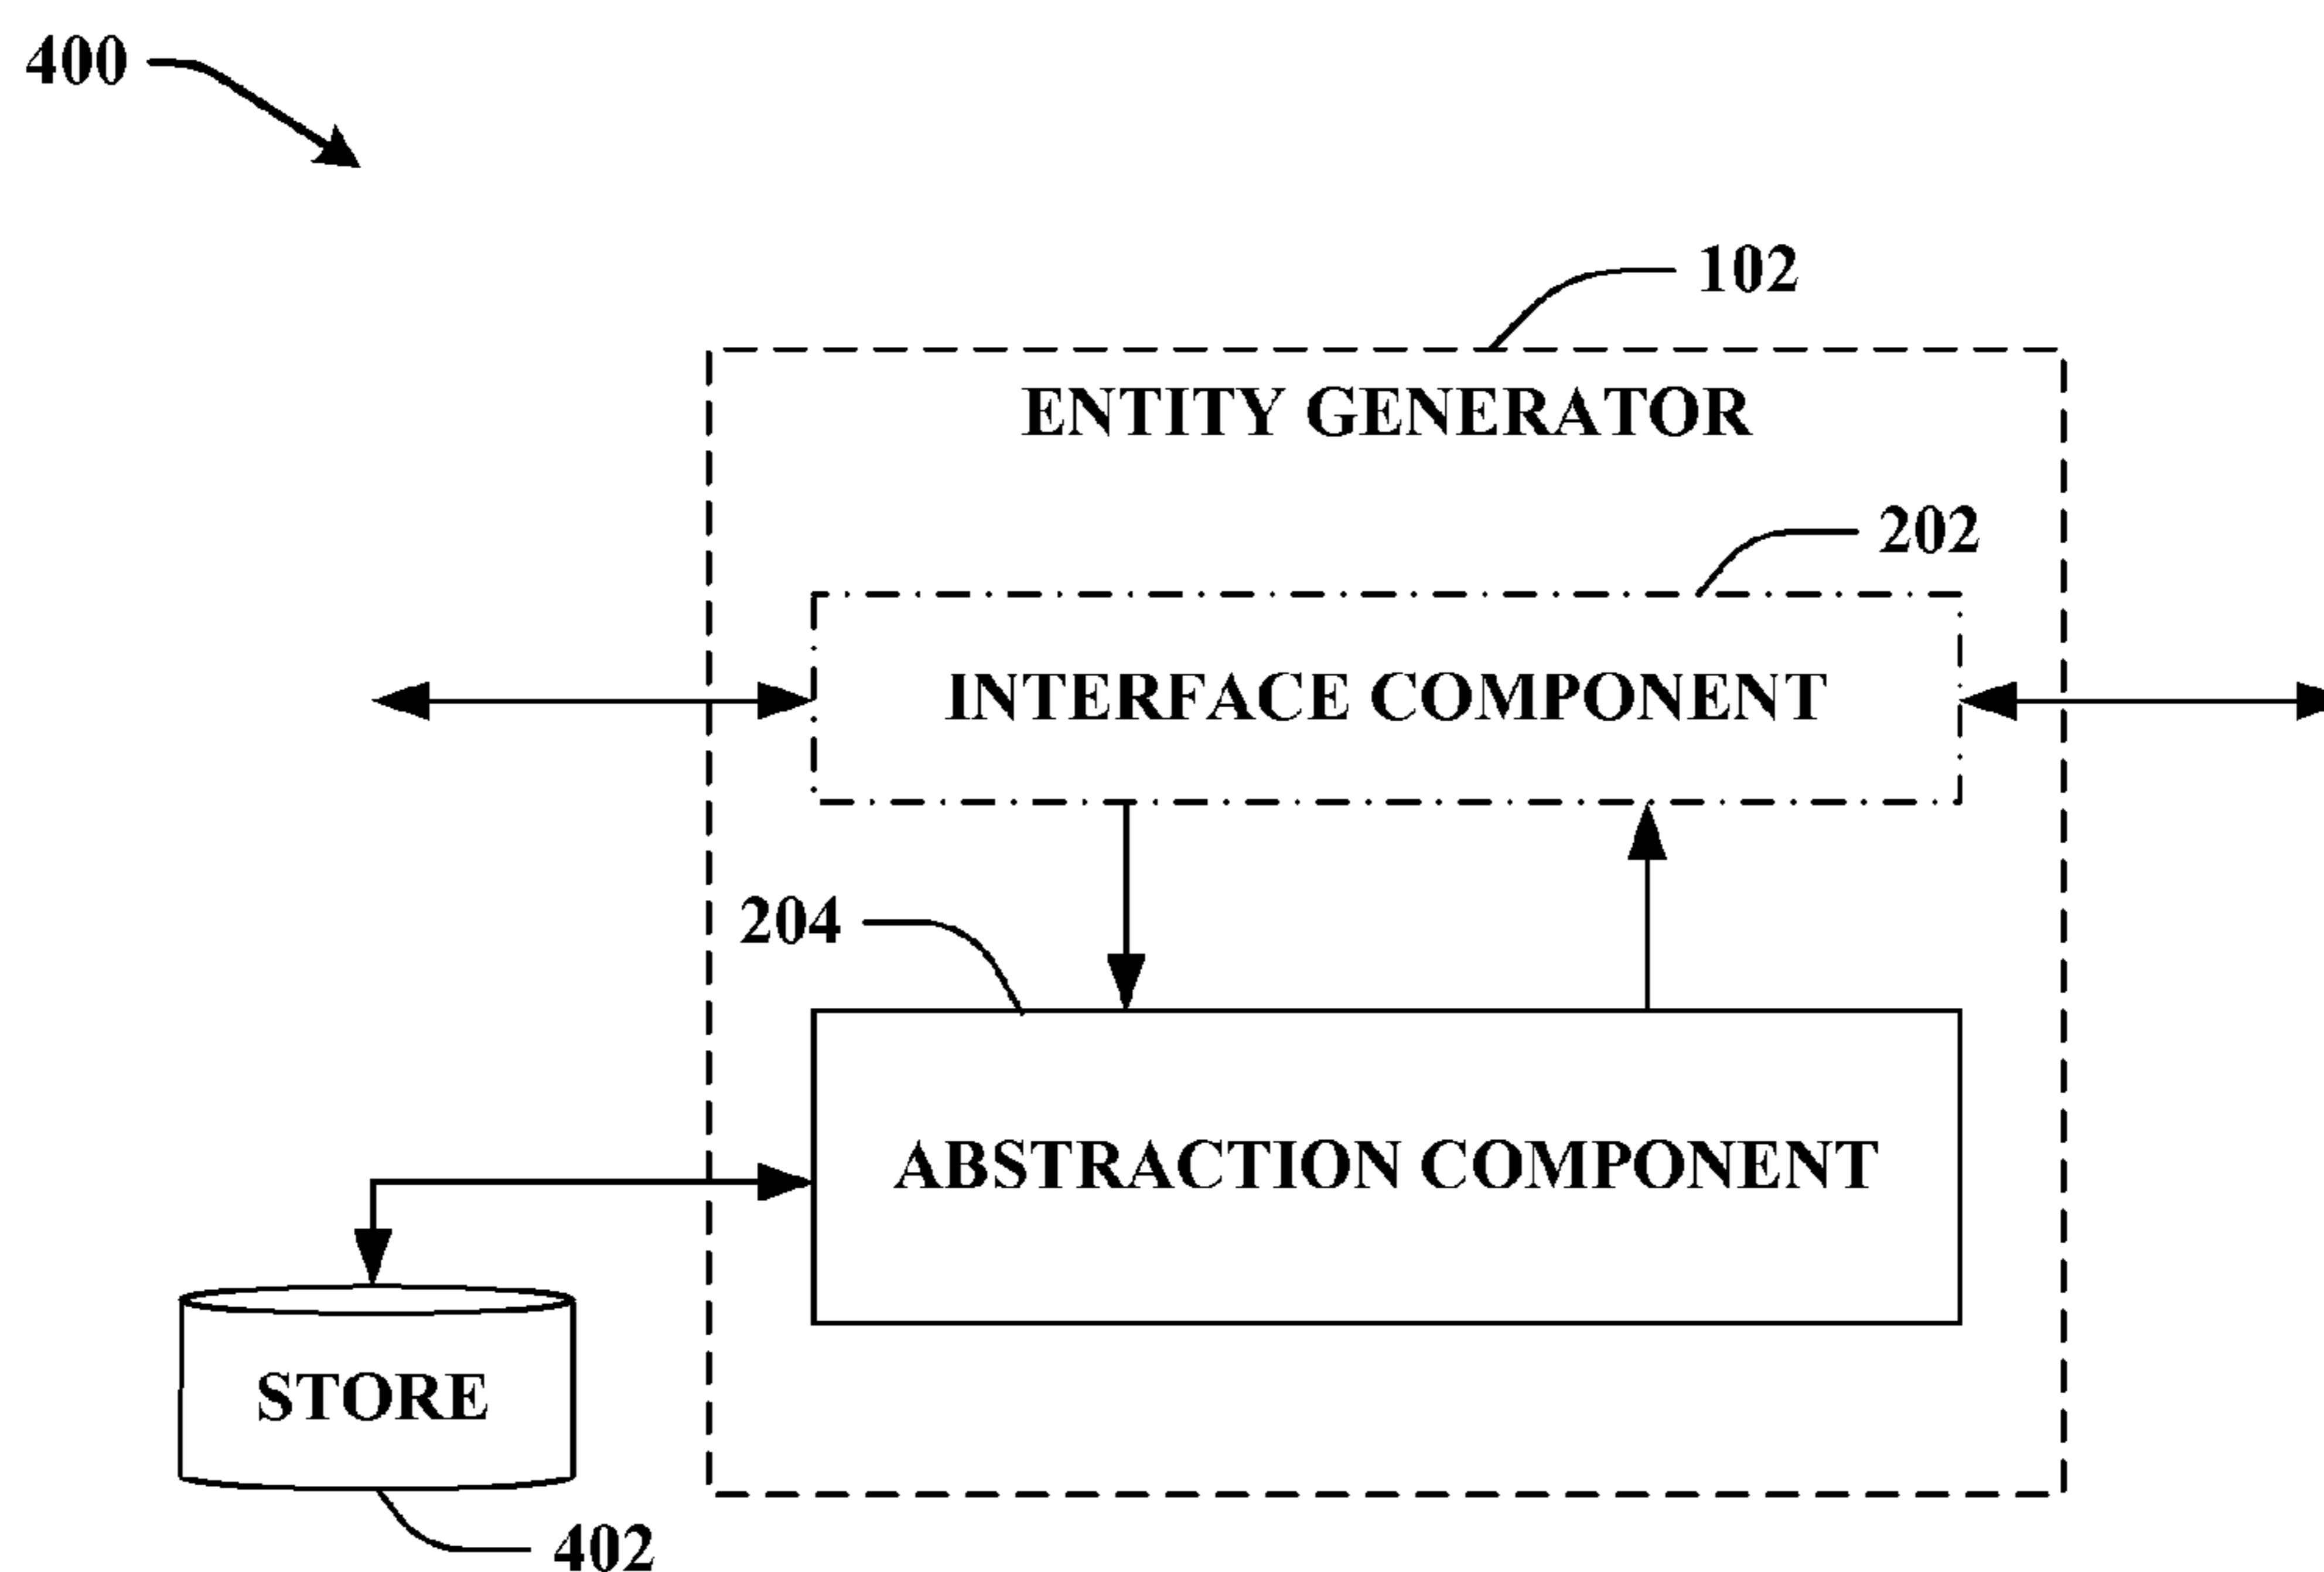 400
102
ENTITY GENERATOR
202
INTERFACE COMPONENT
204
ABSTRACTION COMPONENT
STORE
402